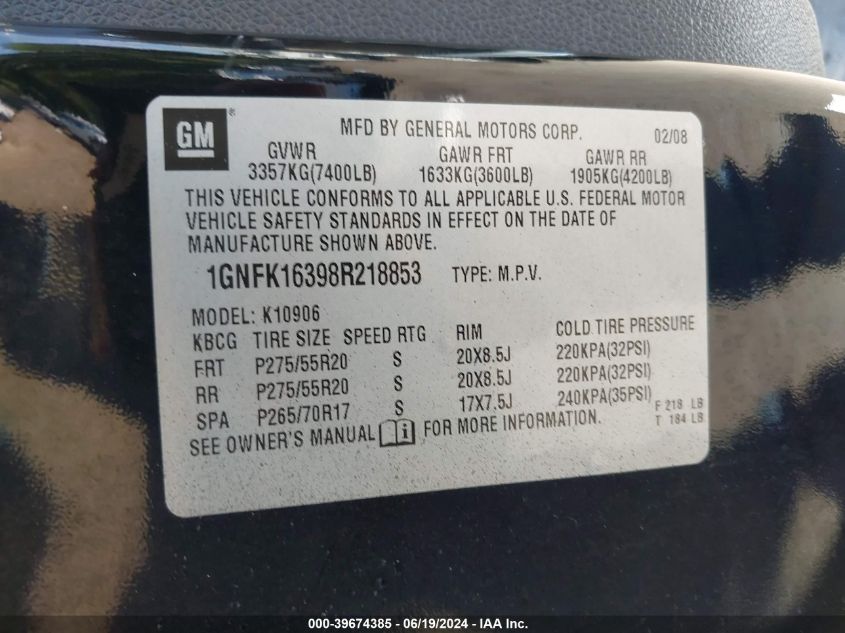 GM ®
MFD BY GENERAL MOTORS CORP. 02/08
GVWR GAWR FRT GAWR RR
3357KG(7400LB) 1633KG(3600LB) 1905KG(4200LB)
THIS VEHICLE CONFORMS TO ALL APPLICABLE U.S. FEDERAL MOTOR
VEHICLE SAFETY STANDARDS IN EFFECT ON THE DATE OF
MANUFACTURE SHOWN ABOVE.
1GNFK16398R218853 TYPE: M.P.V.
MODEL: K10906
KBCG TIRE SIZE SPEED RTG RIM COLD TIRE PRESSURE
FRT P275/55R20 S 20X8.5J 220KPA(32PSI)
RR P275/55R20 S 20X8.5J 220KPA(32PSI)
SPA P265/70R17 S 17X7.5J 240KPA(35PSI) F 218 LB
T 184 LB
SEE OWNER'S MANUAL i FOR MORE INFORMATION.
000-39674385 - 06/19/2024 - IAA Inc.